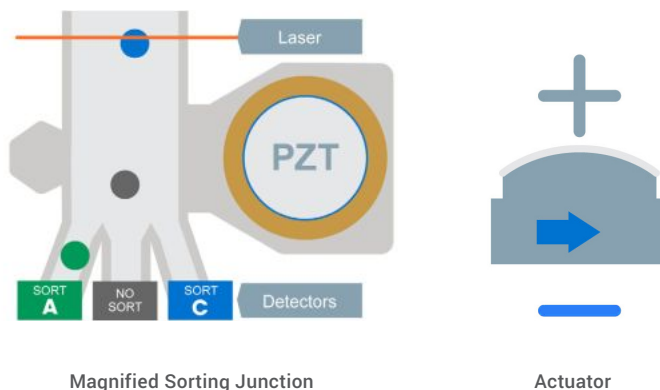 Laser
PZT
SORT
A
NO
SORT
SORT
C
Detectors
Magnified Sorting Junction
Actuator